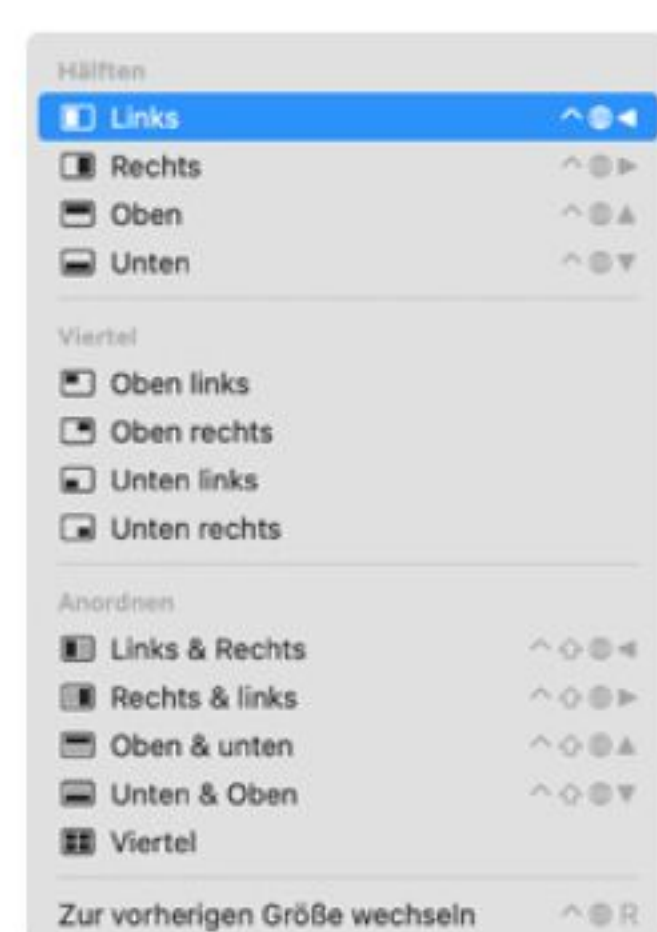 Hälften
Links ^🌐◀
Rechts ^🌐▶
Oben ^🌐▲
Unten ^🌐▼
Viertel
Oben links
Oben rechts
Unten links
Unten rechts
Anordnen
Links & Rechts ^⇧🌐◀
Rechts & links ^⇧🌐▶
Oben & unten ^⇧🌐▲
Unten & Oben ^⇧🌐▼
Viertel
Zur vorherigen Größe wechseln ^🌐R